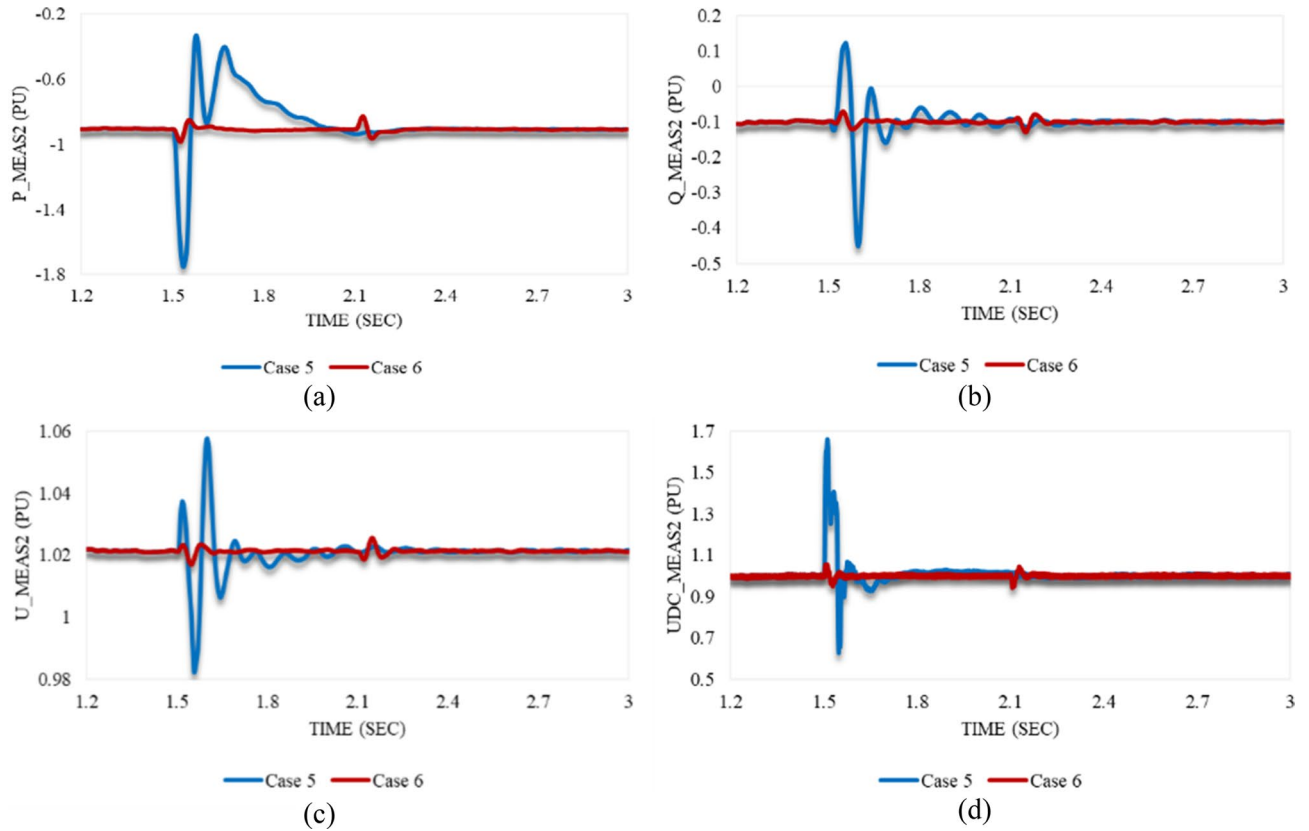 -0.2
-0.6
-1
-1.4
-1.8
P_MEAS2 (PU)
1.2 1.5 1.8 2.1 2.4 2.7 3
TIME (SEC)
Case 5 Case 6
(a)
0.2
0.1
0
-0.1
-0.2
-0.3
-0.4
-0.5
Q_MEAS2 (PU)
1.2 1.5 1.8 2.1 2.4 2.7 3
TIME (SEC)
Case 5 Case 6
(b)
1.06
1.04
1.02
1
0.98
U_MEAS2 (PU)
1.2 1.5 1.8 2.1 2.4 2.7 3
TIME (SEC)
Case 5 Case 6
(c)
1.7
1.5
1.3
1.1
0.9
0.7
0.5
UDC_MEAS2 (PU)
1.2 1.5 1.8 2.1 2.4 2.7 3
TIME (SEC)
Case 5 Case 6
(d)